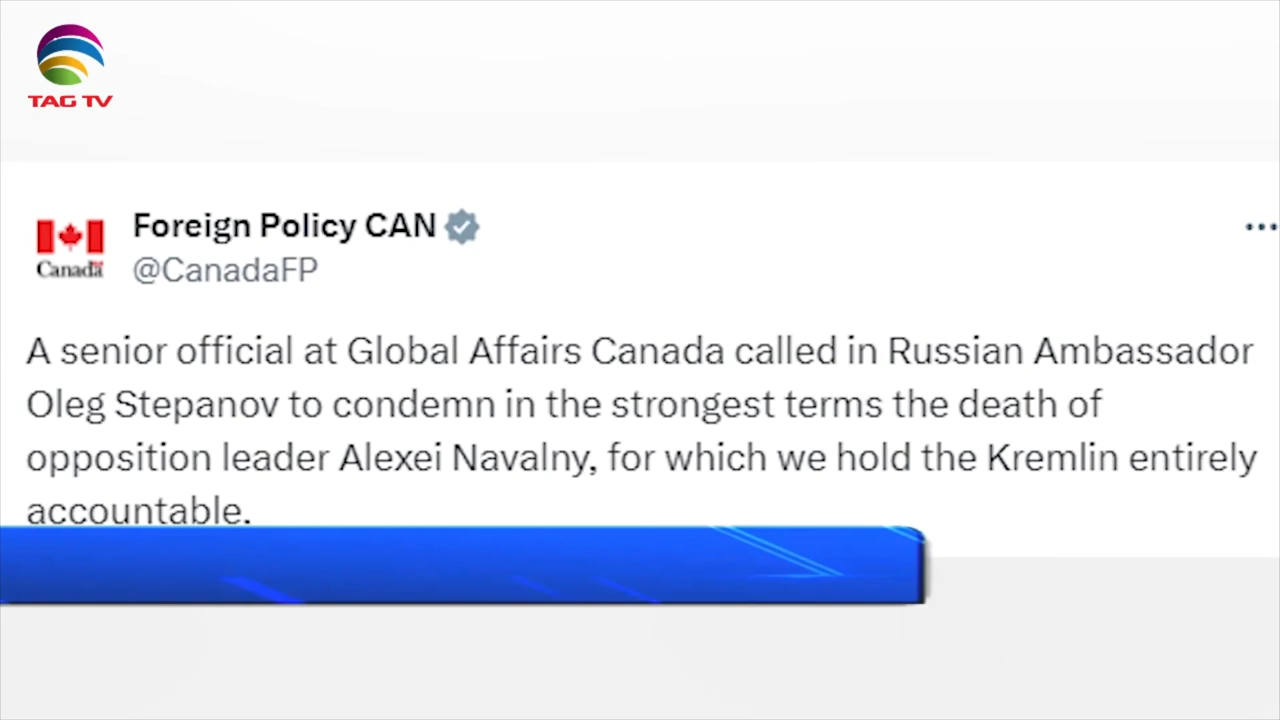 TAG TV
Foreign Policy CAN
@CanadaFP
Canada
A senior official at Global Affairs Canada called in Russian Ambassador
Oleg Stepanov to condemn in the strongest terms the death of
opposition leader Alexei Navalny, for which we hold the Kremlin entirely
accountable.